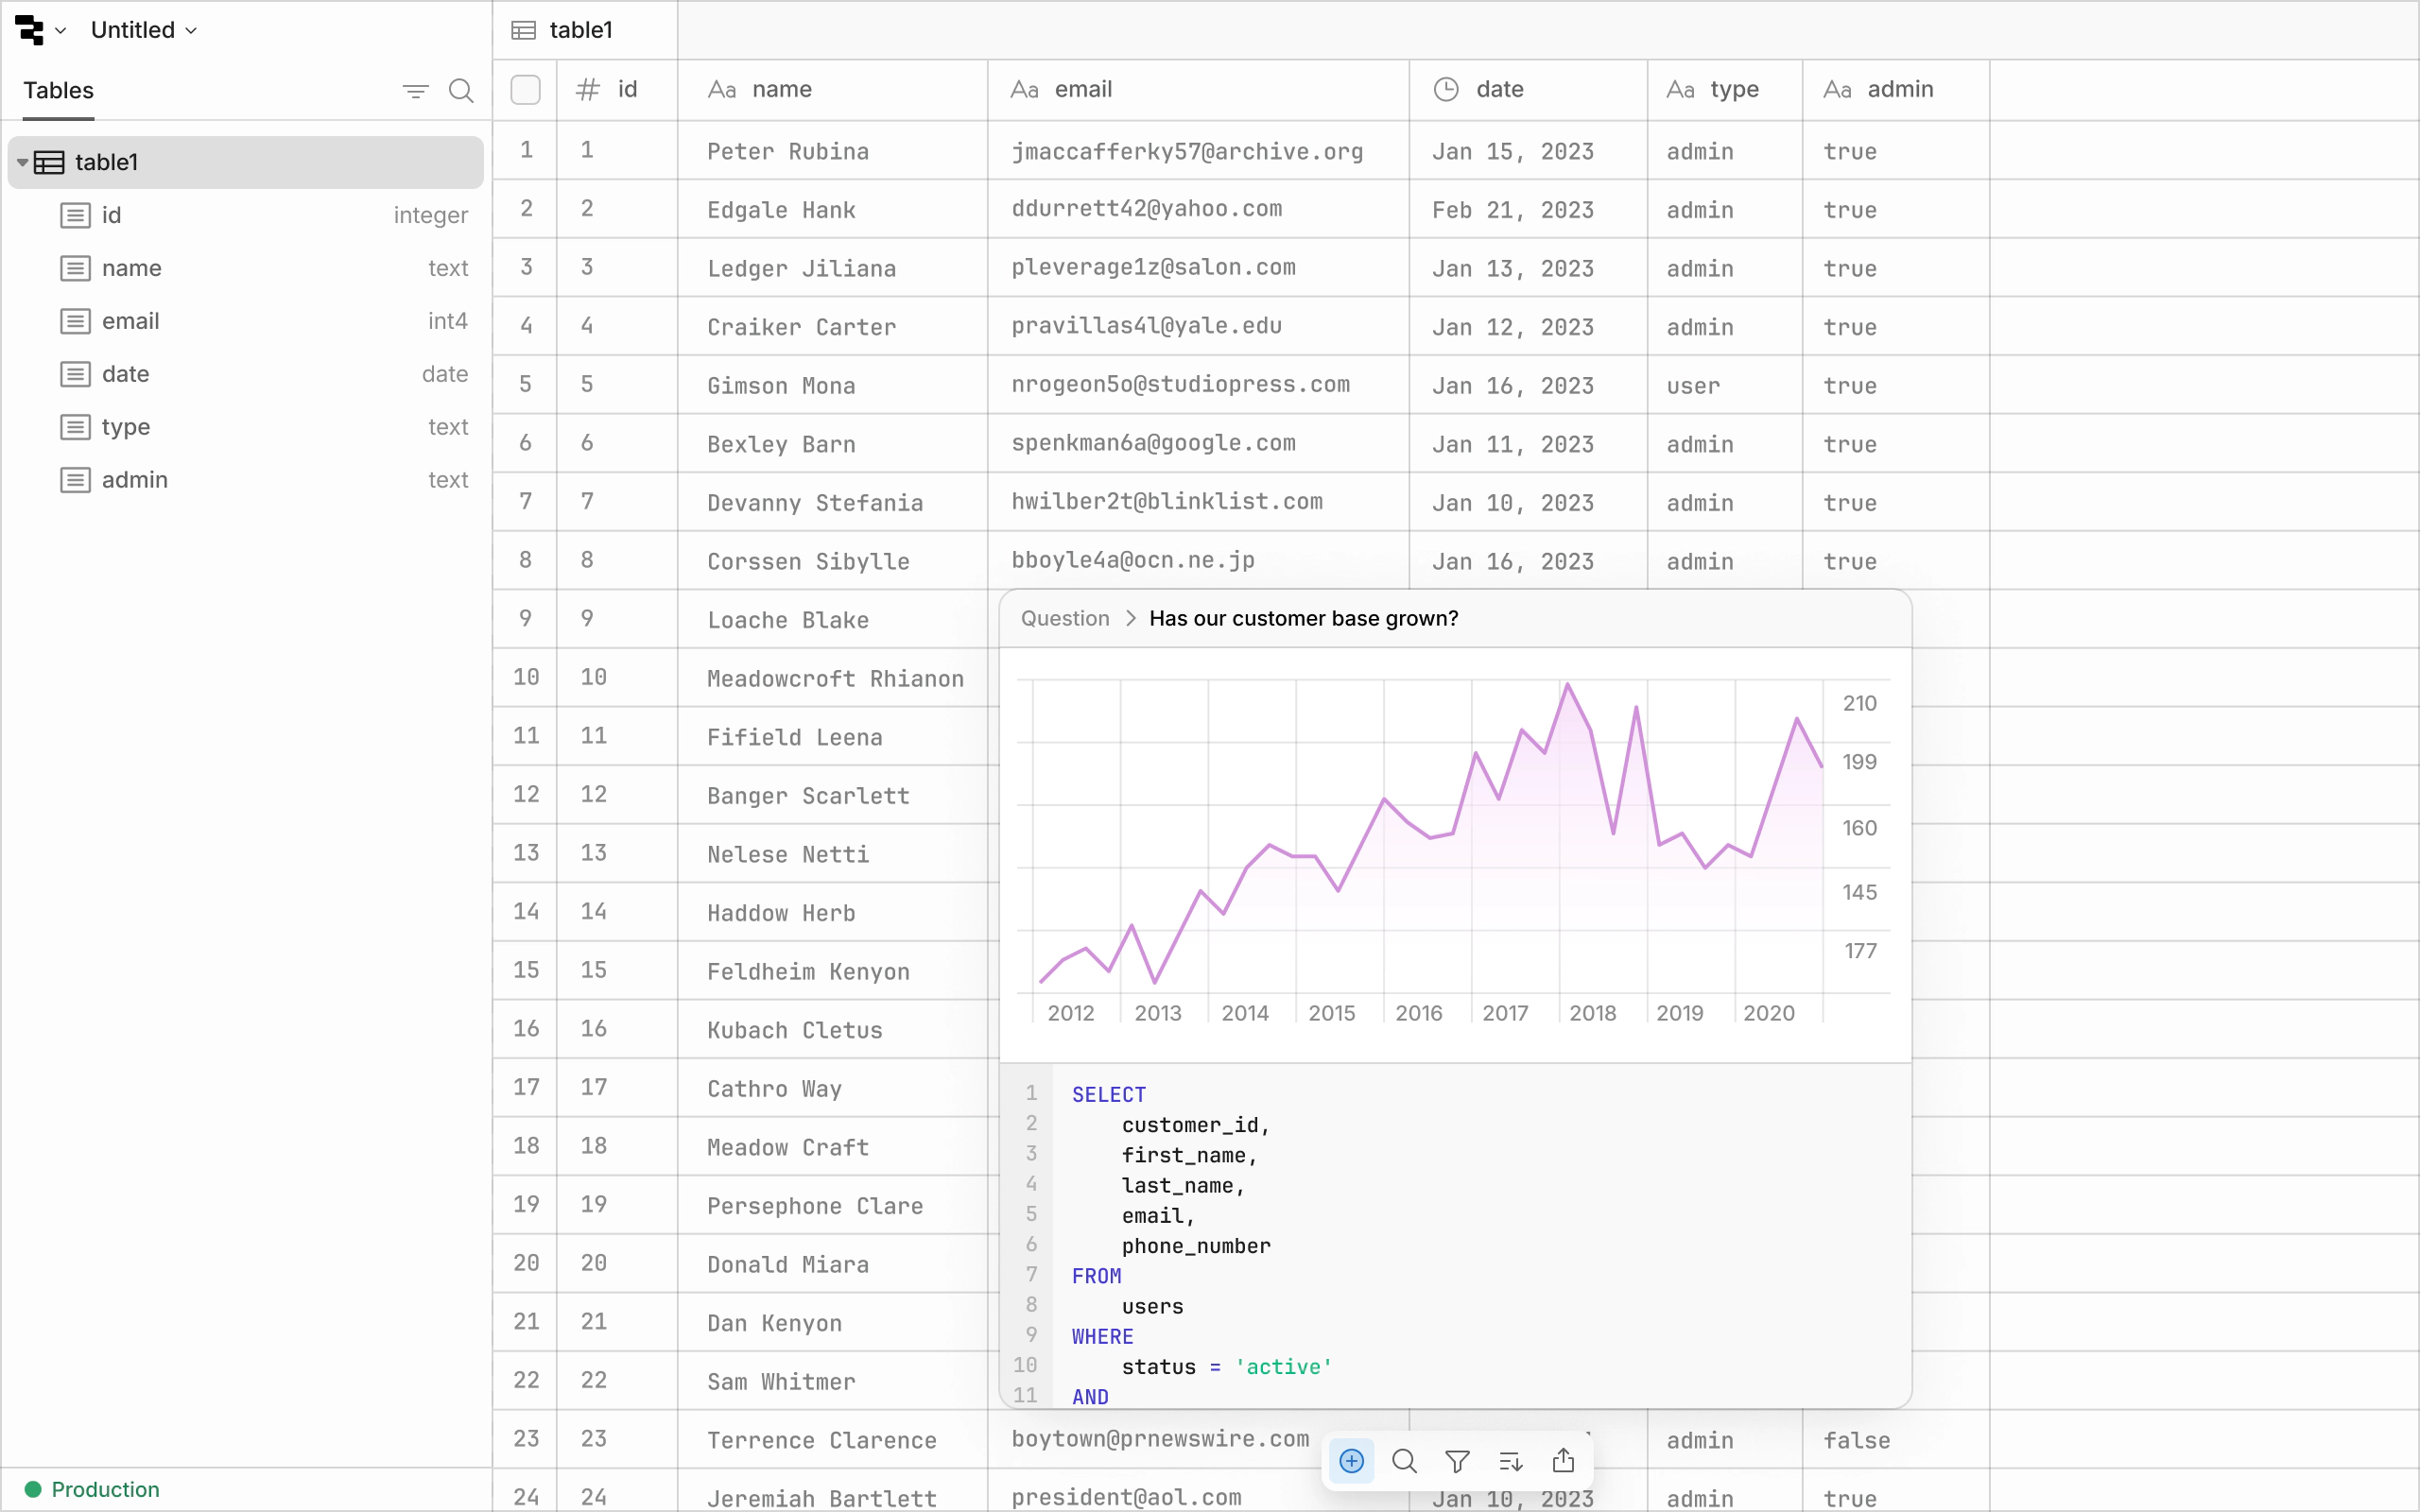 Untitled
table1
Tables
# id
Aa name
Aa email
date
Aa type
Aa admin
table1
id integer
name text
email int4
date date
type text
admin text
1 1 Peter Rubina jmaccafferky57@archive.org Jan 15, 2023 admin true
2 2 Edgale Hank ddurrett42@yahoo.com Feb 21, 2023 admin true
3 3 Ledger Jiliana pleverage1z@salon.com Jan 13, 2023 admin true
4 4 Craiker Carter pravillas4l@yale.edu Jan 12, 2023 admin true
5 5 Gimson Mona nrogeon5o@studiopress.com Jan 16, 2023 user true
6 6 Bexley Barn spenkman6a@google.com Jan 11, 2023 admin true
7 7 Devanny Stefania hwilber2t@blinklist.com Jan 10, 2023 admin true
8 8 Corssen Sibylle bboyle4a@ocn.ne.jp Jan 16, 2023 admin true
9 9 Loache Blake
10 10 Meadowcroft Rhianon
11 11 Fifield Leena
12 12 Banger Scarlett
13 13 Nelese Netti
14 14 Haddow Herb
15 15 Feldheim Kenyon
16 16 Kubach Cletus
17 17 Cathro Way
18 18 Meadow Craft
19 19 Persephone Clare
20 20 Donald Miara
21 21 Dan Kenyon
22 22 Sam Whitmer
23 23 Terrence Clarence boytown@prnewswire.com admin false
24 24 Jeremiah Bartlett president@aol.com Jan 10, 2023 admin true
Question > Has our customer base grown?
210
199
160
145
177
2012 2013 2014 2015 2016 2017 2018 2019 2020
1 SELECT
2 customer_id,
3 first_name,
4 last_name,
5 email,
6 phone_number
7 FROM
8 users
9 WHERE
10 status = 'active'
11 AND
Production